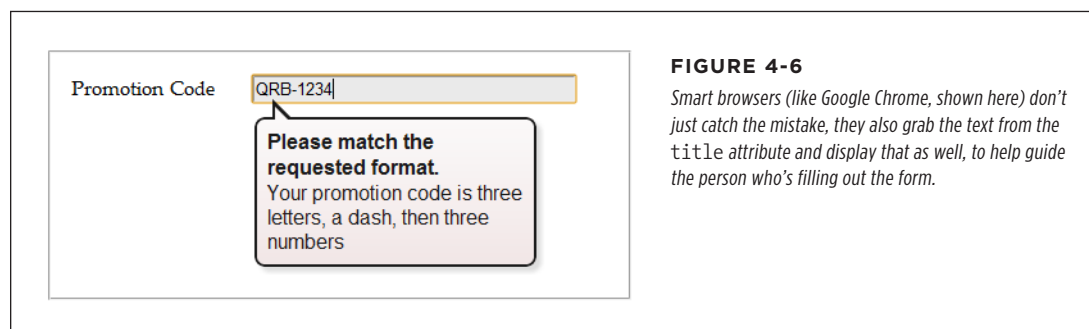 Promotion Code
QRB-1234
Please match the
requested format.
Your promotion code is three
letters, a dash, then three
numbers
FIGURE 4-6
Smart browsers (like Google Chrome, shown here) don't
just catch the mistake, they also grab the text from the
title attribute and display that as well, to help guide
the person who's filling out the form.